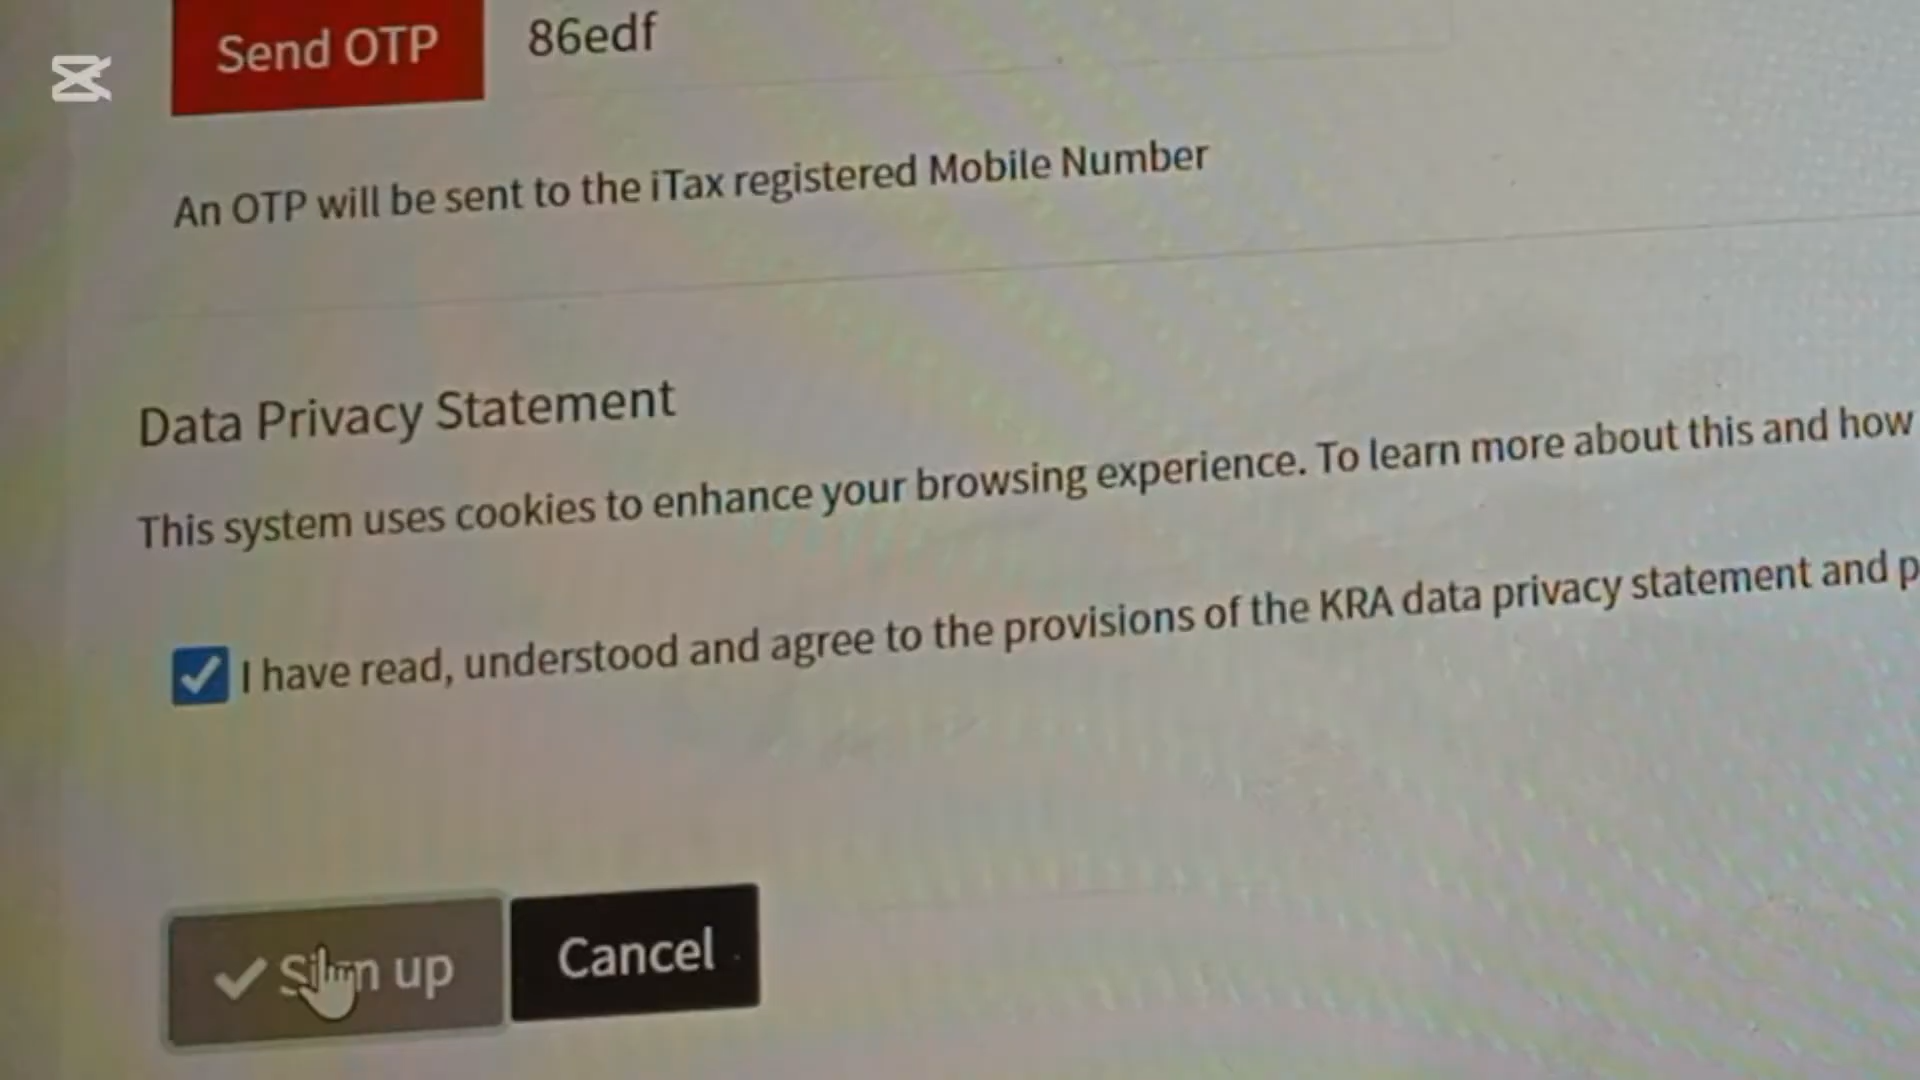 Send OTP 86edf
An OTP will be sent to the iTax registered Mobile Number
Data Privacy Statement
This system uses cookies to enhance your browsing experience. To learn more about this and how
I have read, understood and agree to the provisions of the KRA data privacy statement and p
Sign up Cancel